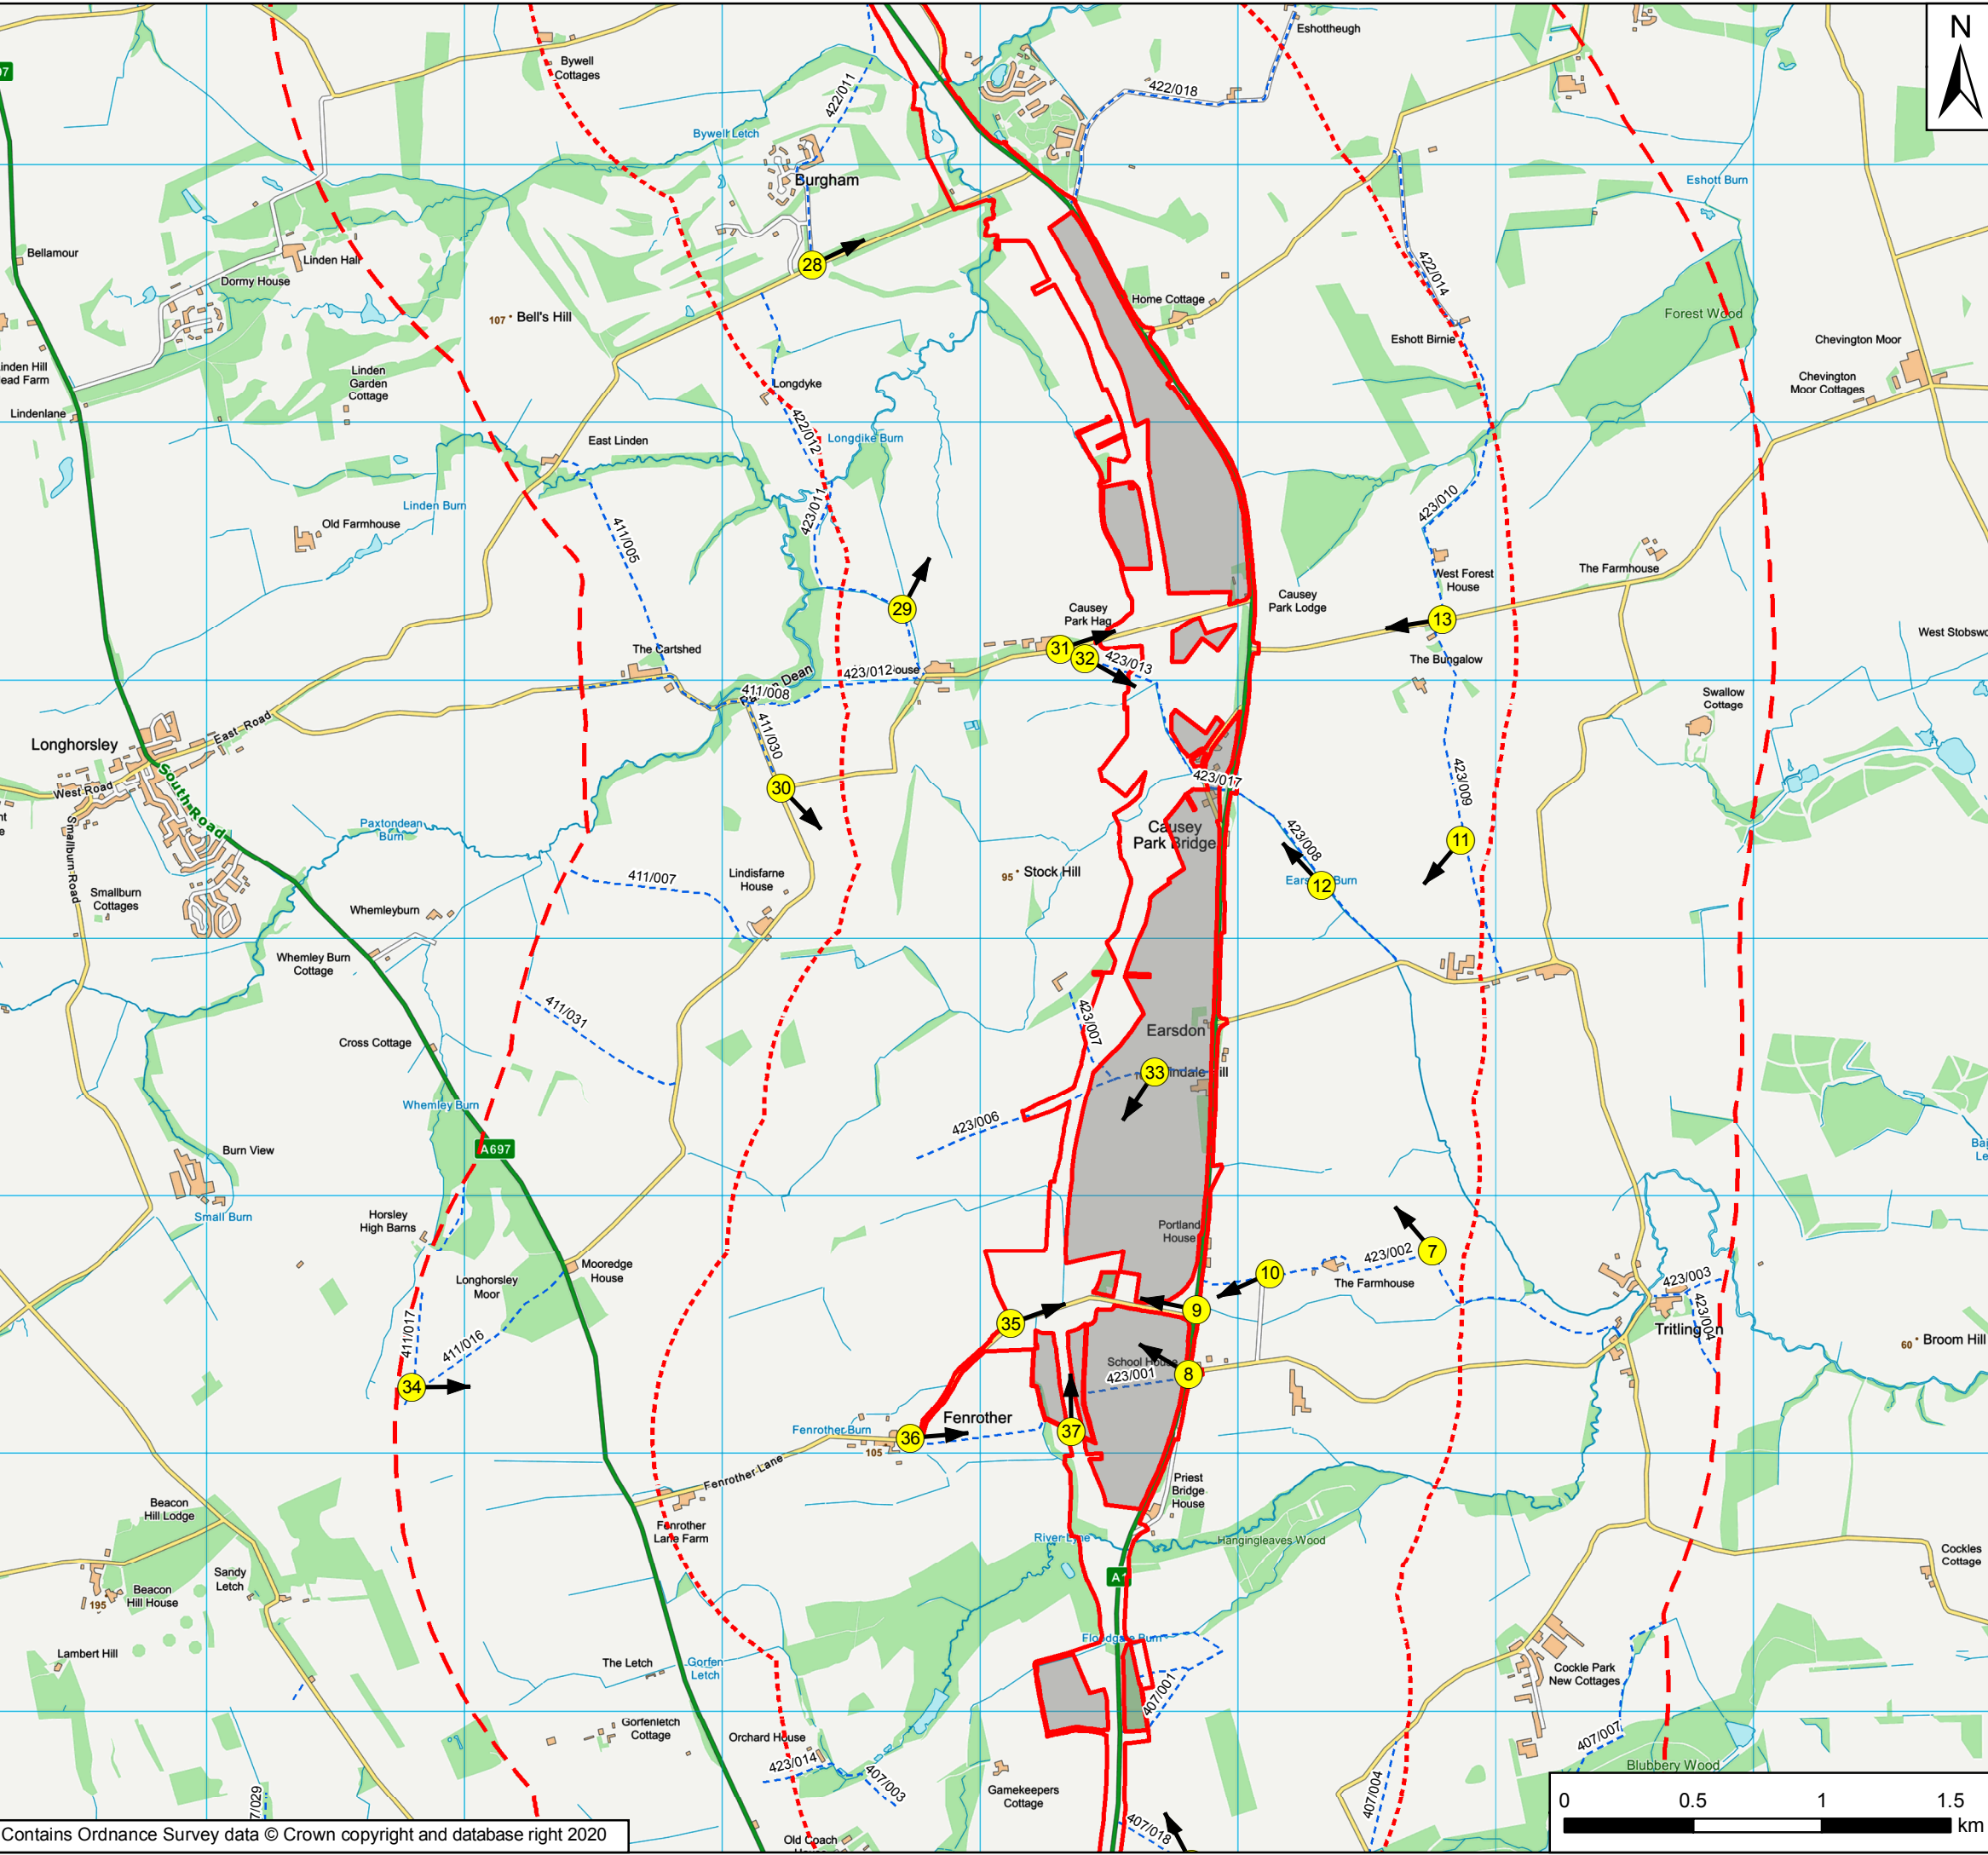 Eshottheugh
N
Bywell
Cottages
422/011
422/018
Bywell Letch
Burgham
Eshott Burn
Bellamour
Linden Hall
Dormy House
28
422/014
Home Cottage
Forest Wood
107
Bell's Hill
Eshott Birnie
Chevington Moor
Linden
Garden
Cottage
Longdyke
Chevington
Moor Cottages
Lindenlane
422/012
East Linden
Longdike Burn
Linden Burn
423/011
423/010
Old Farmhouse
411/005
West Forest
House
The Farmhouse
29
Causey
Park Hag
Causey
Park Lodge
13
31
32
423/013
The Cartshed
The Bungalow
423/012
411/008
Swallow
Cottage
Longhorsley
East Road
411/030
South Road
West Road
423/017
423/009
30
Smallburn Road
Paxtondean
Burn
Causey
Park Bridge
423/008
11
95
Stock Hill
12
Lindisfarne
House
411/007
Smallburn
Cottages
Whemleyburn
Whemley Burn
Cottage
411/031
423/007
Earsdon
Cross Cottage
33
Whemley Burn
423/006
A697
Burn View
Small Burn
Horsley
High Barns
Portland
House
423/002
7
Mooredge
House
10
The Farmhouse
423/003
Longhorsley
Moor
9
423/004
35
Tritlington
60
Broom Hill
411/017
411/016
School House
423/001
8
34
Fenrother
Fenrother Burn
36
37
105
Fenrother Lane
Priest
Bridge
House
Beacon
Hill Lodge
Fenrother
Lane Farm
River Lyne
Hangingleaves Wood
Cockles
Cottage
A1
Sandy
Letch
Beacon
Hill House
195
Floodgate Burn
Lambert Hill
The Letch
Gorfen
Letch
Cockle Park
New Cottages
407/001
Gorfenletch
Cottage
Orchard House
407/007
423/014
407/003
Blubbery Wood
Gamekeepers
Cottage
407/004
407/018
0 0.5 1 1.5
km
Contains Ordnance Survey data © Crown copyright and database right 2020
Old Coach